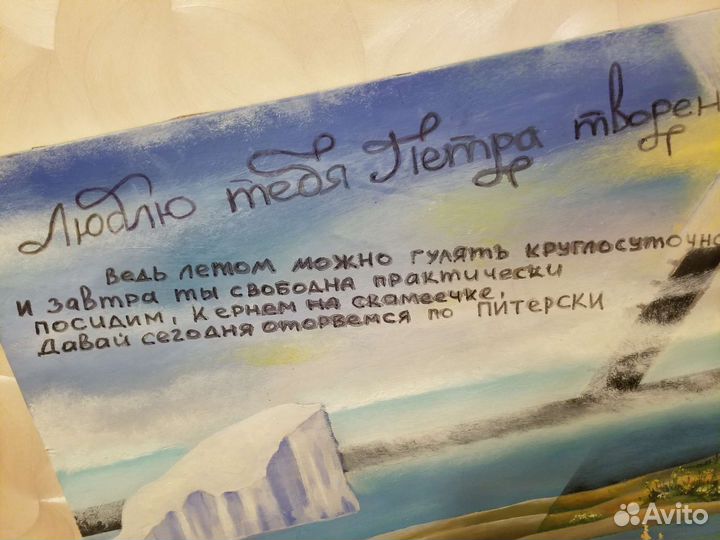 Люблю тебя Петра творен
Ведь летом можно гулять круглосуточно
и завтра ты свободна практически
посидим, кернем на скамеечке,
Давай сегодня оторвемся по питерски
Avito